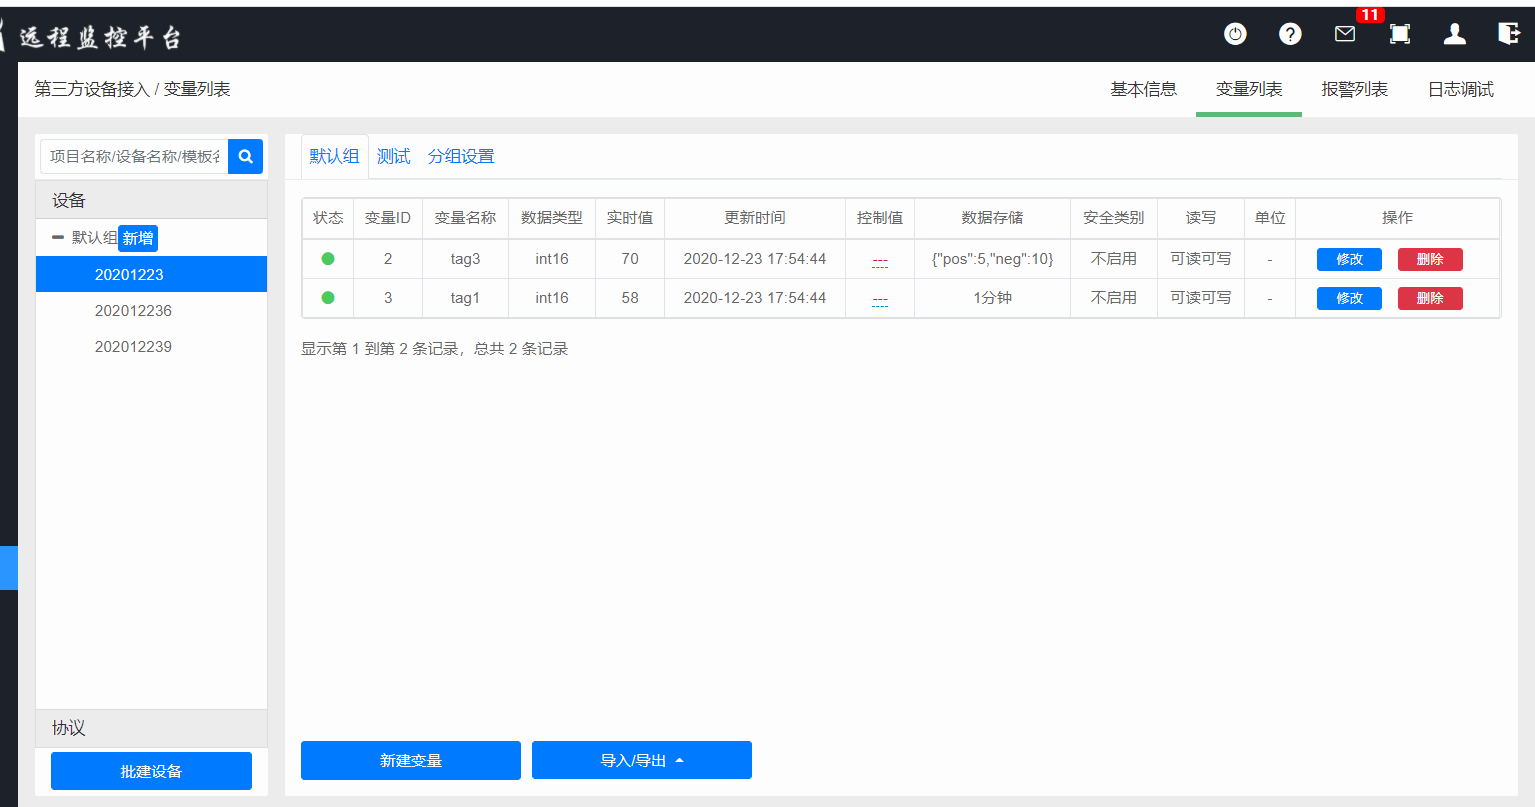 远程监控平台
11
第三方设备接入 / 变量列表
基本信息 变量列表 报警列表 日志调试
项目名称/设备名称/模板名
设备
默认组 新增
20201223
202012236
202012239
协议
批建设备
默认组 测试 分组设置
状态 变量ID 变量名称 数据类型 实时值 更新时间 控制值 数据存储 安全类别 读写 单位 操作
2 tag3 int16 70 2020-12-23 17:54:44 --- {"pos":5,"neg":10} 不启用 可读可写 - 修改 删除
3 tag1 int16 58 2020-12-23 17:54:44 --- 1分钟 不启用 可读可写 - 修改 删除
显示第 1 到第 2 条记录，总共 2 条记录
新建变量 导入/导出